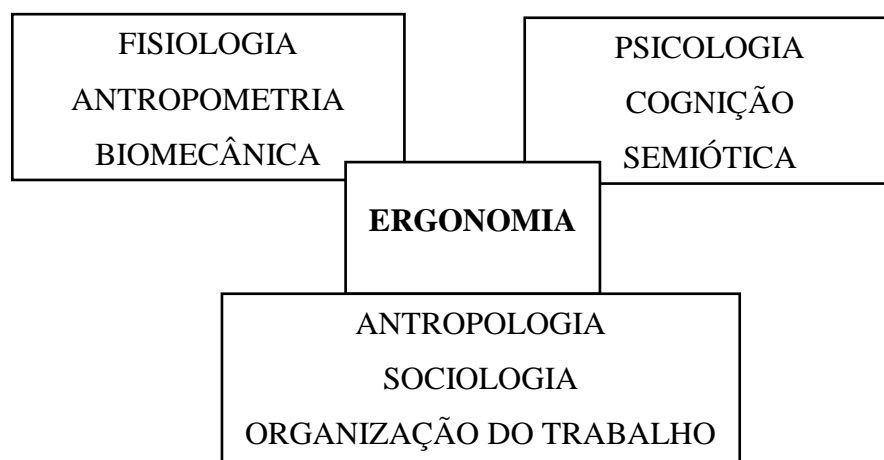 FISIOLOGIA
ANTROPOMETRIA
BIOMECÂNICA
PSICOLOGIA
COGNIÇÃO
SEMIÓTICA
ERGONOMIA
ANTROPOLOGIA
SOCIOLOGIA
ORGANIZAÇÃO DO TRABALHO